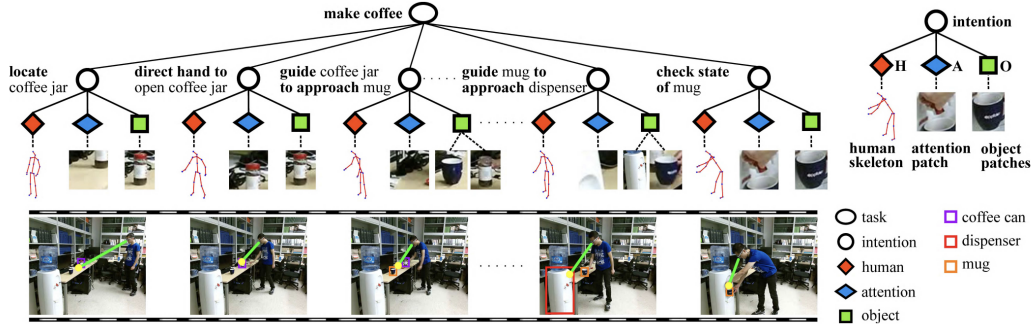 make coffee
locate
coffee jar
direct hand to
open coffee jar
guide coffee jar
to approach mug
guide mug to
approach dispenser
check state
of mug
intention
H
A
O
human
skeleton
attention
patch
object
patches
task
intention
human
attention
object
coffee can
dispenser
mug